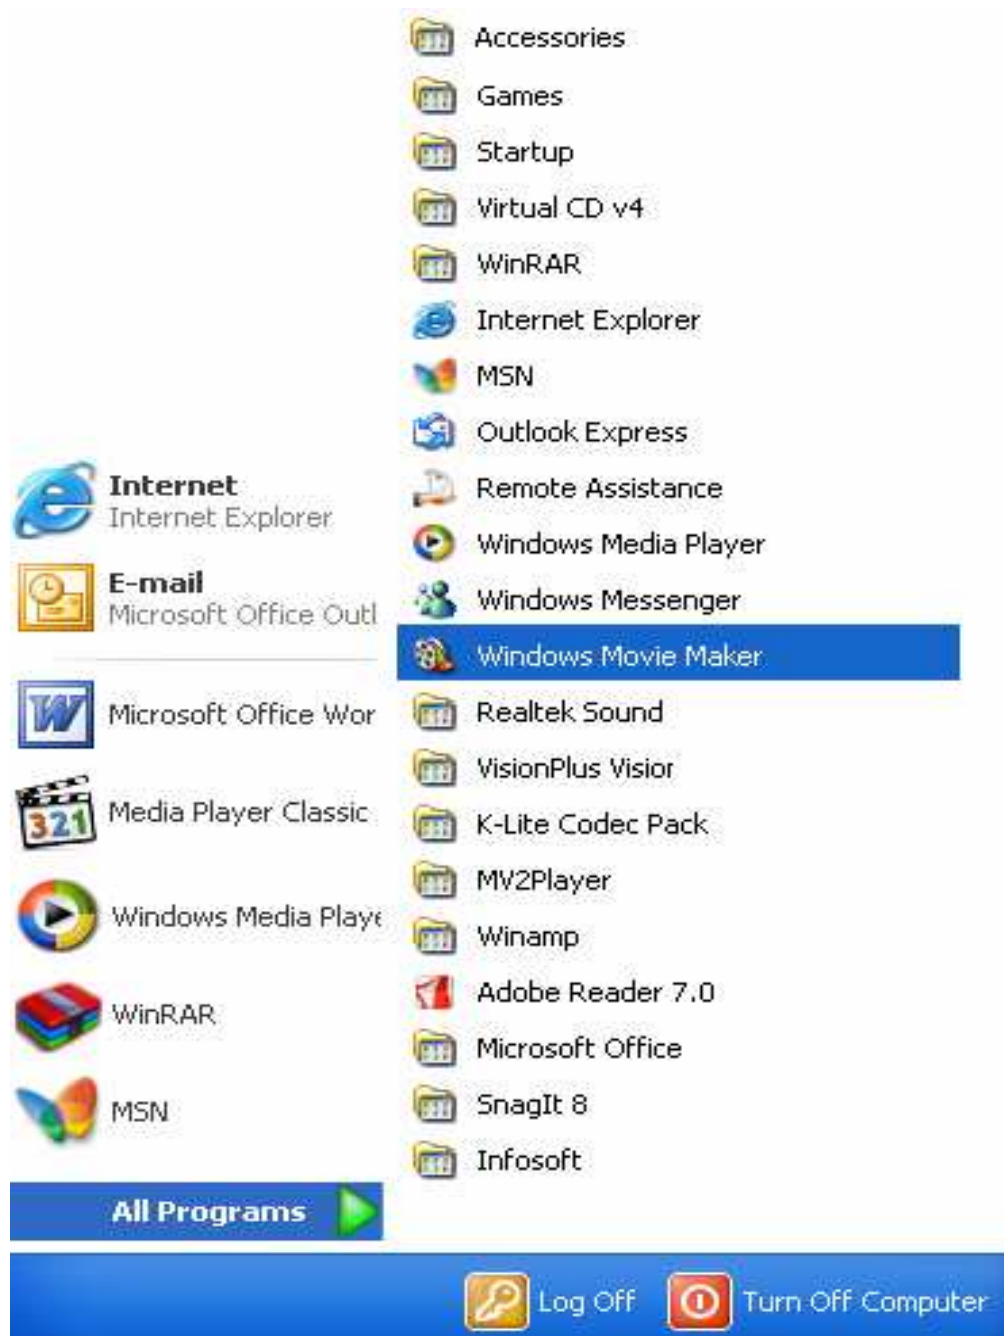 Accessories
Games
Startup
Virtual CD v4
WinRAR
Internet Explorer
MSN
Outlook Express
Remote Assistance
Windows Media Player
Windows Messenger
Windows Movie Maker
Realtek Sound
VisionPlus Visior
K-Lite Codec Pack
MV2Player
Winamp
Adobe Reader 7.0
Microsoft Office
SnagIt 8
Infosoft
Internet
Internet Explorer
E-mail
Microsoft Office Outl
Microsoft Office Wor
321
Media Player Classic
Windows Media Playe
WinRAR
MSN
All Programs
Log Off
Turn Off Computer